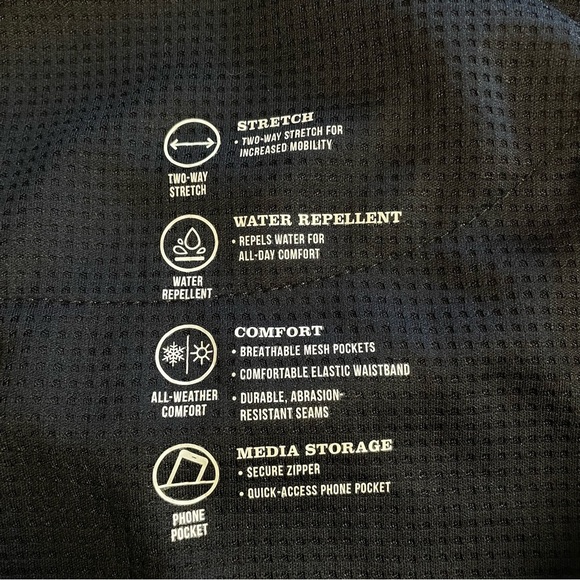 STRETCH
• TWO-WAY STRETCH FOR
INCREASED MOBILITY
TWO-WAY
STRETCH
WATER REPELLENT
• REPELS WATER FOR
ALL-DAY COMFORT
WATER
REPELLENT
COMFORT
• BREATHABLE MESH POCKETS
• COMFORTABLE ELASTIC WAISTBAND
• DURABLE, ABRASION-
RESISTANT SEAMS
ALL-WEATHER
COMFORT
MEDIA STORAGE
• SECURE ZIPPER
• QUICK-ACCESS PHONE POCKET
PHONE
POCKET